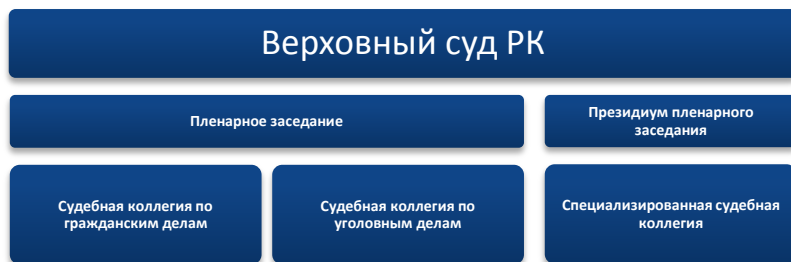 Верховный суд РК
Пленарное заседание
Президиум пленарного
заседания
Судебная коллегия по
гражданским делам
Судебная коллегия по
уголовным делам
Специализированная судебная
коллегия